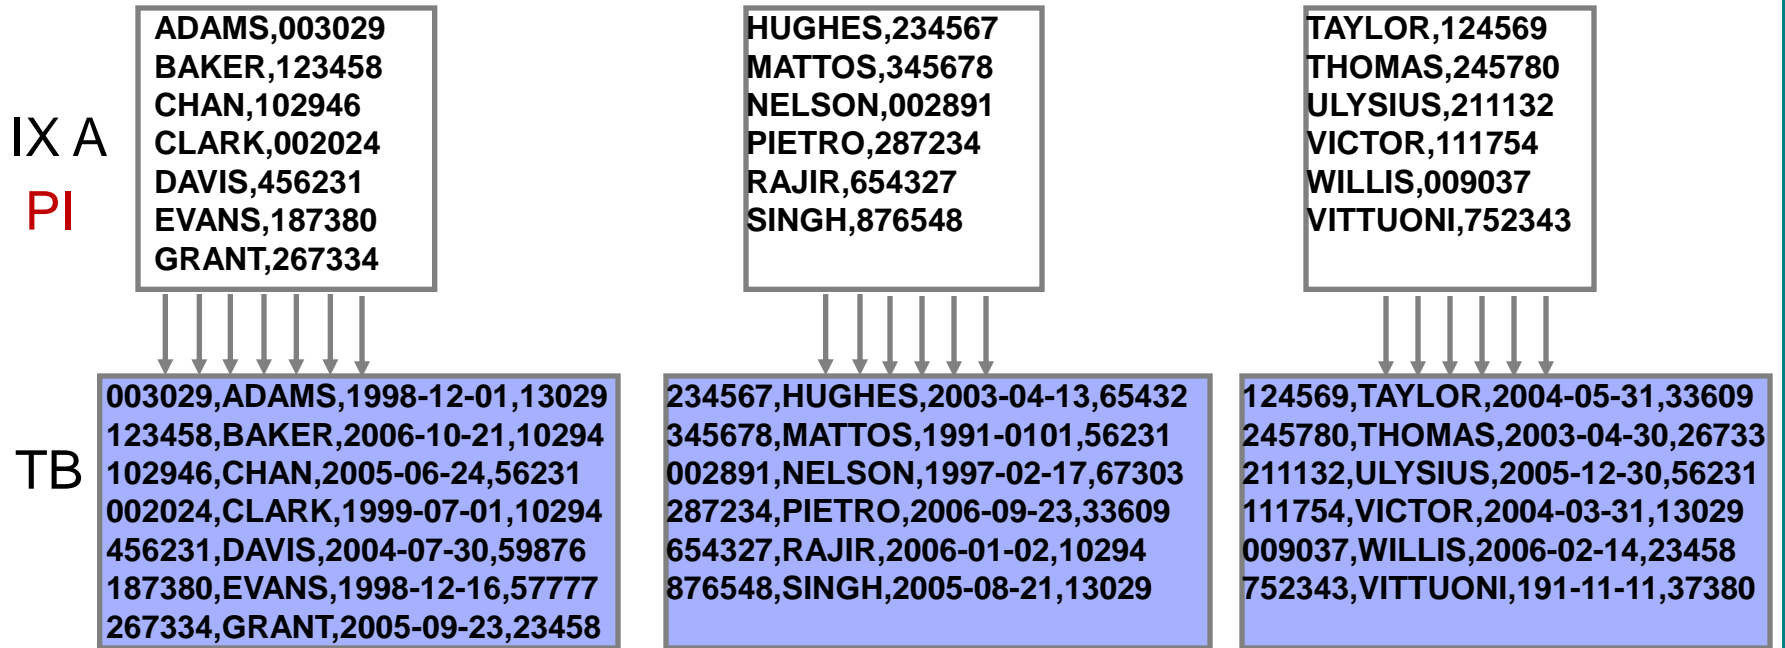 IX A
PI
ADAMS,003029
BAKER,123458
CHAN,102946
CLARK,002024
DAVIS,456231
EVANS,187380
GRANT,267334
HUGHES,234567
MATTOS,345678
NELSON,002891
PIETRO,287234
RAJIR,654327
SINGH,876548
TAYLOR,124569
THOMAS,245780
ULYSIUS,211132
VICTOR,111754
WILLIS,009037
VITTUONI,752343
TB
003029,ADAMS,1998-12-01,13029
123458,BAKER,2006-10-21,10294
102946,CHAN,2005-06-24,56231
002024,CLARK,1999-07-01,10294
456231,DAVIS,2004-07-30,59876
187380,EVANS,1998-12-16,57777
267334,GRANT,2005-09-23,23458
234567,HUGHES,2003-04-13,65432
345678,MATTOS,1991-0101,56231
002891,NELSON,1997-02-17,67303
287234,PIETRO,2006-09-23,33609
654327,RAJIR,2006-01-02,10294
876548,SINGH,2005-08-21,13029
124569,TAYLOR,2004-05-31,33609
245780,THOMAS,2003-04-30,26733
211132,ULYSIUS,2005-12-30,56231
111754,VICTOR,2004-03-31,13029
009037,WILLIS,2006-02-14,23458
752343,VITTUONI,191-11-11,37380